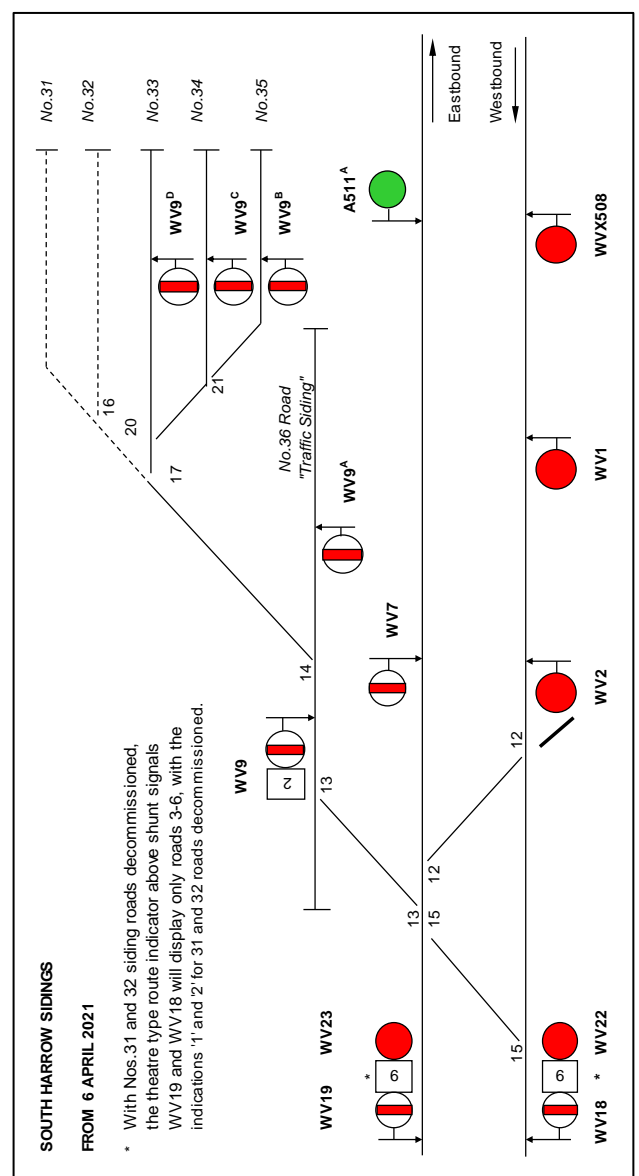 SOUTH HARROW SIDINGS
FROM 6 APRIL 2021
* With Nos.31 and 32 siding roads decommissioned,
the theatre type route indicator above shunt signals
WV19 and WV18 will display only roads 3-6, with the
indications '1' and '2' for 31 and 32 roads decommissioned.
No.31
No.32
No.33
No.34
No.35
16
20
17
21
WV9D
WV9C
WV9B
No.36 Road
"Traffic Siding"
14
WV9
2
13
WV9A
WV7
A511A
WV19
WV23
*
6
13
15
12
Eastbound
Westbound
15
12
6
*
WV18
WV22
WV2
WV1
WVX508